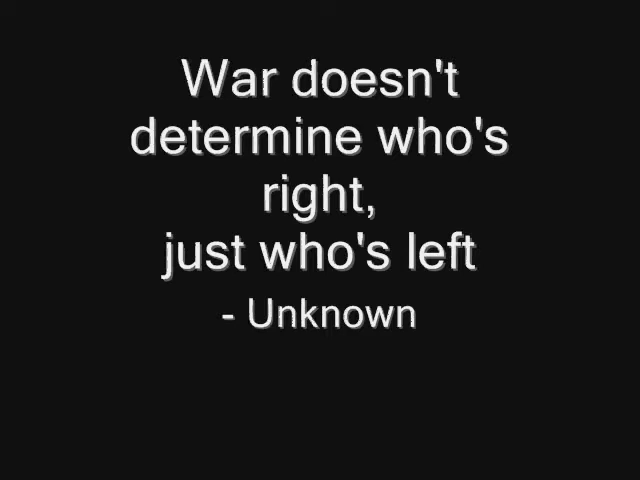 War doesn't
determine who's
right,
just who's left
- Unknown